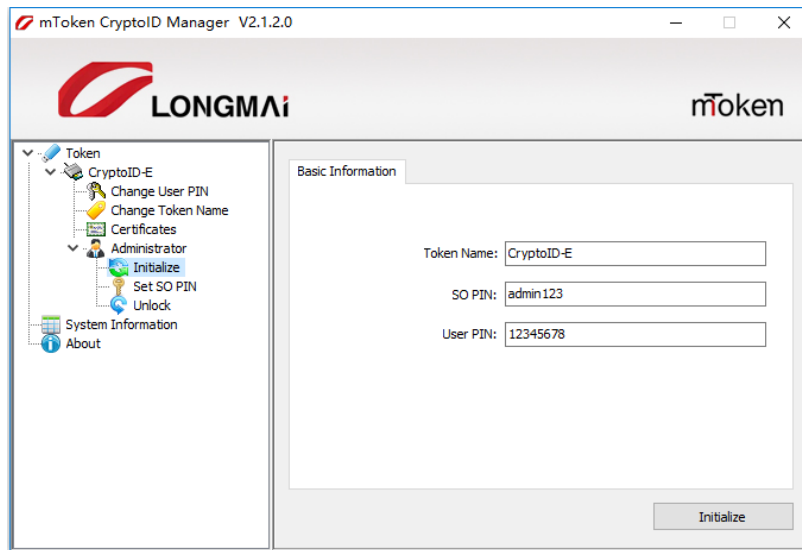 mToken CryptoID Manager V2.1.2.0
LONGMAi
mToken
Token
CryptoID-E
Change User PIN
Change Token Name
Certificates
Administrator
Initialize
Set SO PIN
Unlock
System Information
About
Basic Information
Token Name: CryptoID-E
SO PIN: admin123
User PIN: 12345678
Initialize